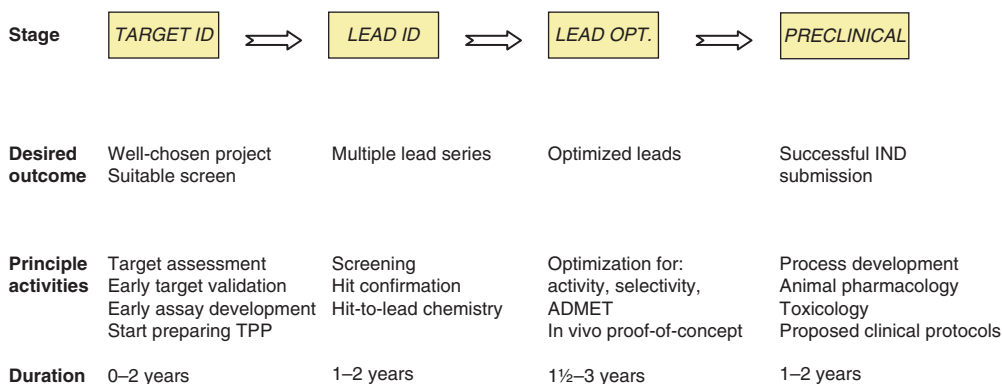 Stage TARGET ID LEAD ID LEAD OPT. PRECLINICAL
Desired outcome
Well-chosen project
Suitable screen
Multiple lead series
Optimized leads
Successful IND
submission
Principle activities
Target assessment
Early target validation
Early assay development
Start preparing TPP
Screening
Hit confirmation
Hit-to-lead chemistry
Optimization for:
activity, selectivity,
ADMET
In vivo proof-of-concept
Process development
Animal pharmacology
Toxicology
Proposed clinical protocols
Duration 0–2 years 1–2 years 1½–3 years 1–2 years